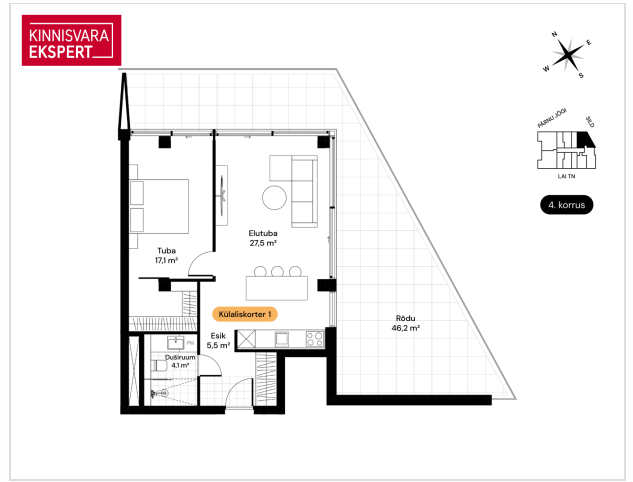 KINNISVARA
EKSPERT
N
E
W
S
PÄRNU JÕGI
SILD
LAI TN
4. korrus
Elutuba
27,5 m²
Tuba
17,1 m²
Külaliskorter 1
Esik
5,5 m²
Rõdu
46,2 m²
PM
Duširuum
4,1 m²